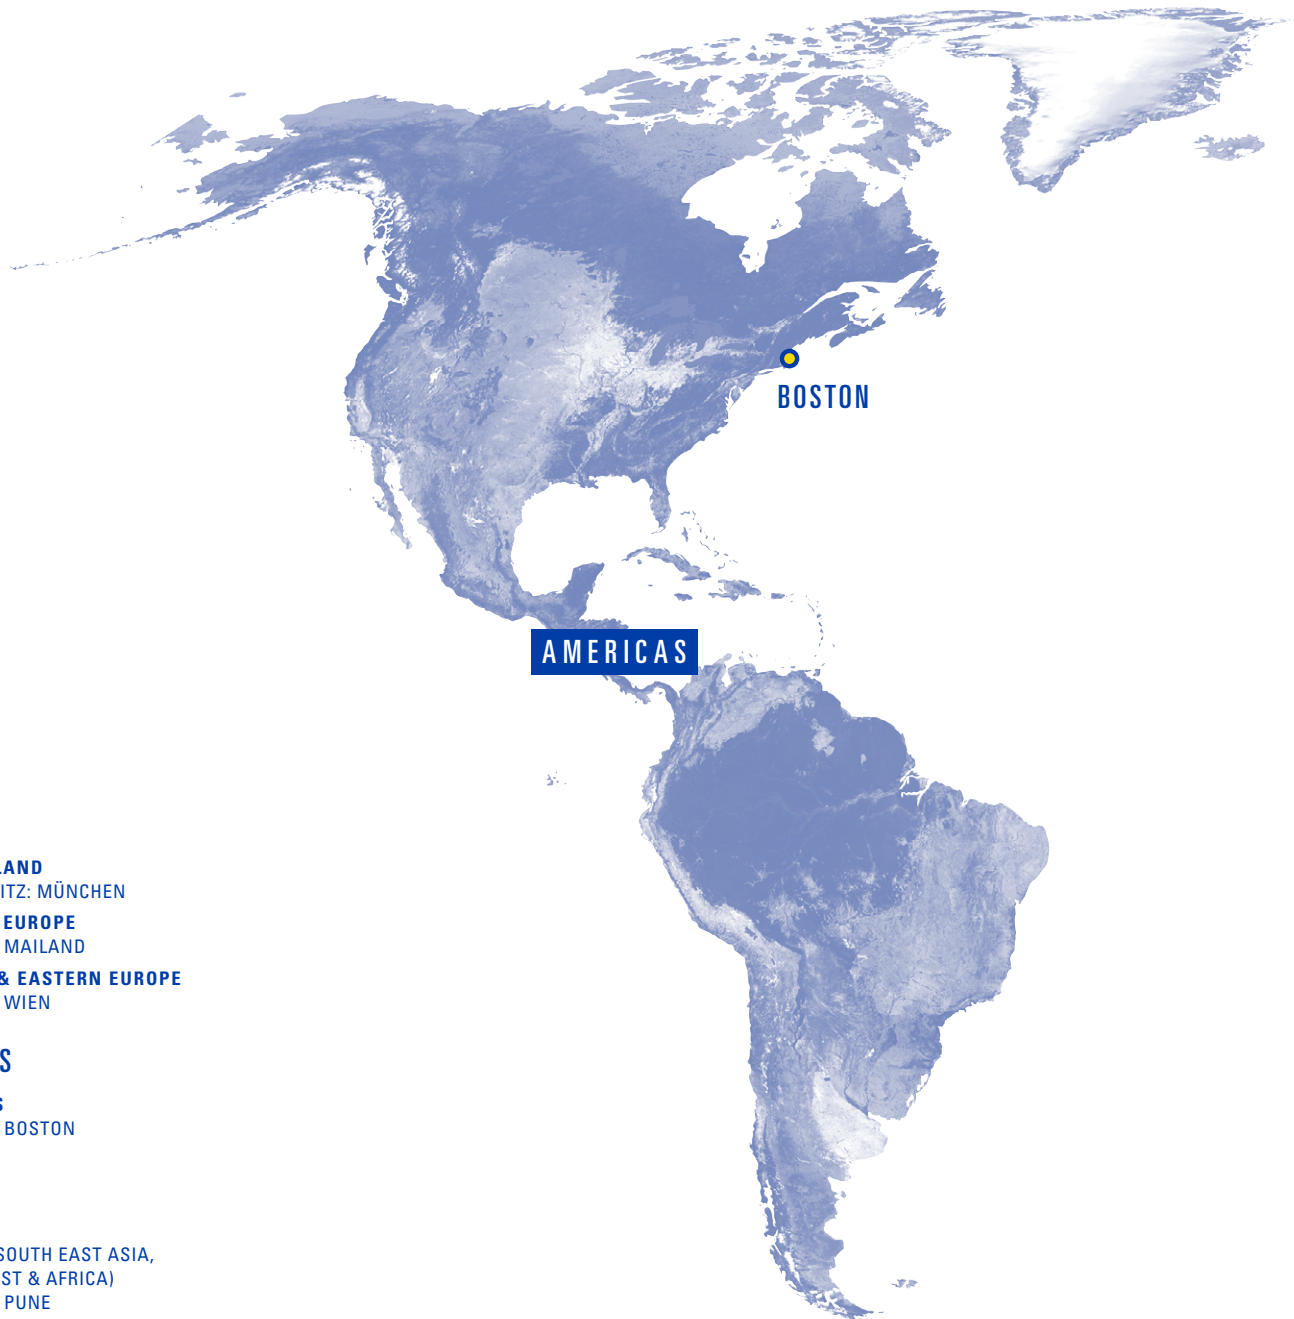 BOSTON
AMERICAS
LAND
ITZ: MÜNCHEN
EUROPE
MAILAND
& EASTERN EUROPE
WIEN
S
S
BOSTON
SOUTH EAST ASIA,
ST & AFRICA)
PUNE